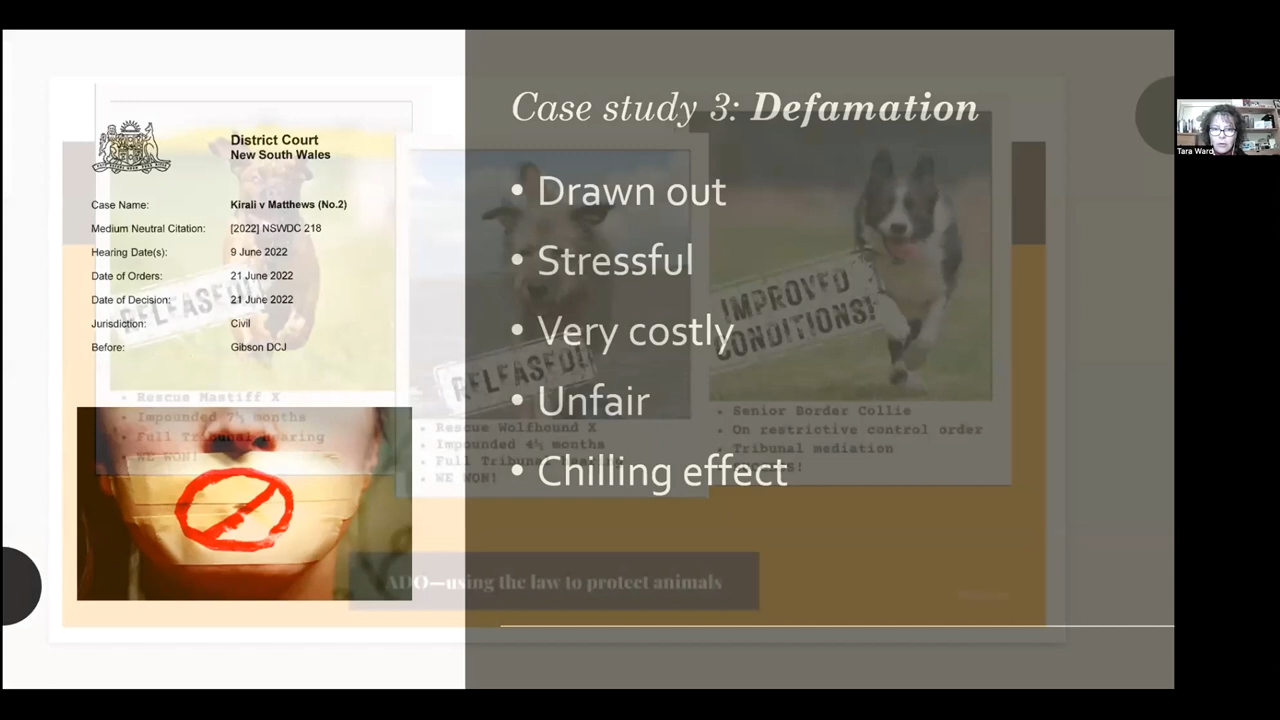 Case study 3: Defamation
District Court
New South Wales
Case Name: Kirali v Matthews (No.2)
Medium Neutral Citation: [2022] NSWDC 218
Hearing Date(s): 9 June 2022
Date of Orders: 21 June 2022
Date of Decision: 21 June 2022
Jurisdiction: Civil
Before: Gibson DCJ
• Drawn out
• Stressful
• Very costly
• Unfair
• Chilling effect
RELEASED!
• Rescue Mastiff X
• Impounded 7½ months
• Full Tribunal hearing
• WE WON!
RELEASED!
• Rescue Wolfhound X
• Impounded 4½ months
• Full Tribunal
• WE WON!
IMPROVED
CONDITIONS!
• Senior Border Collie
• On restrictive control order
• Tribunal mediation
ADO—using the law to protect animals
Tara Ward